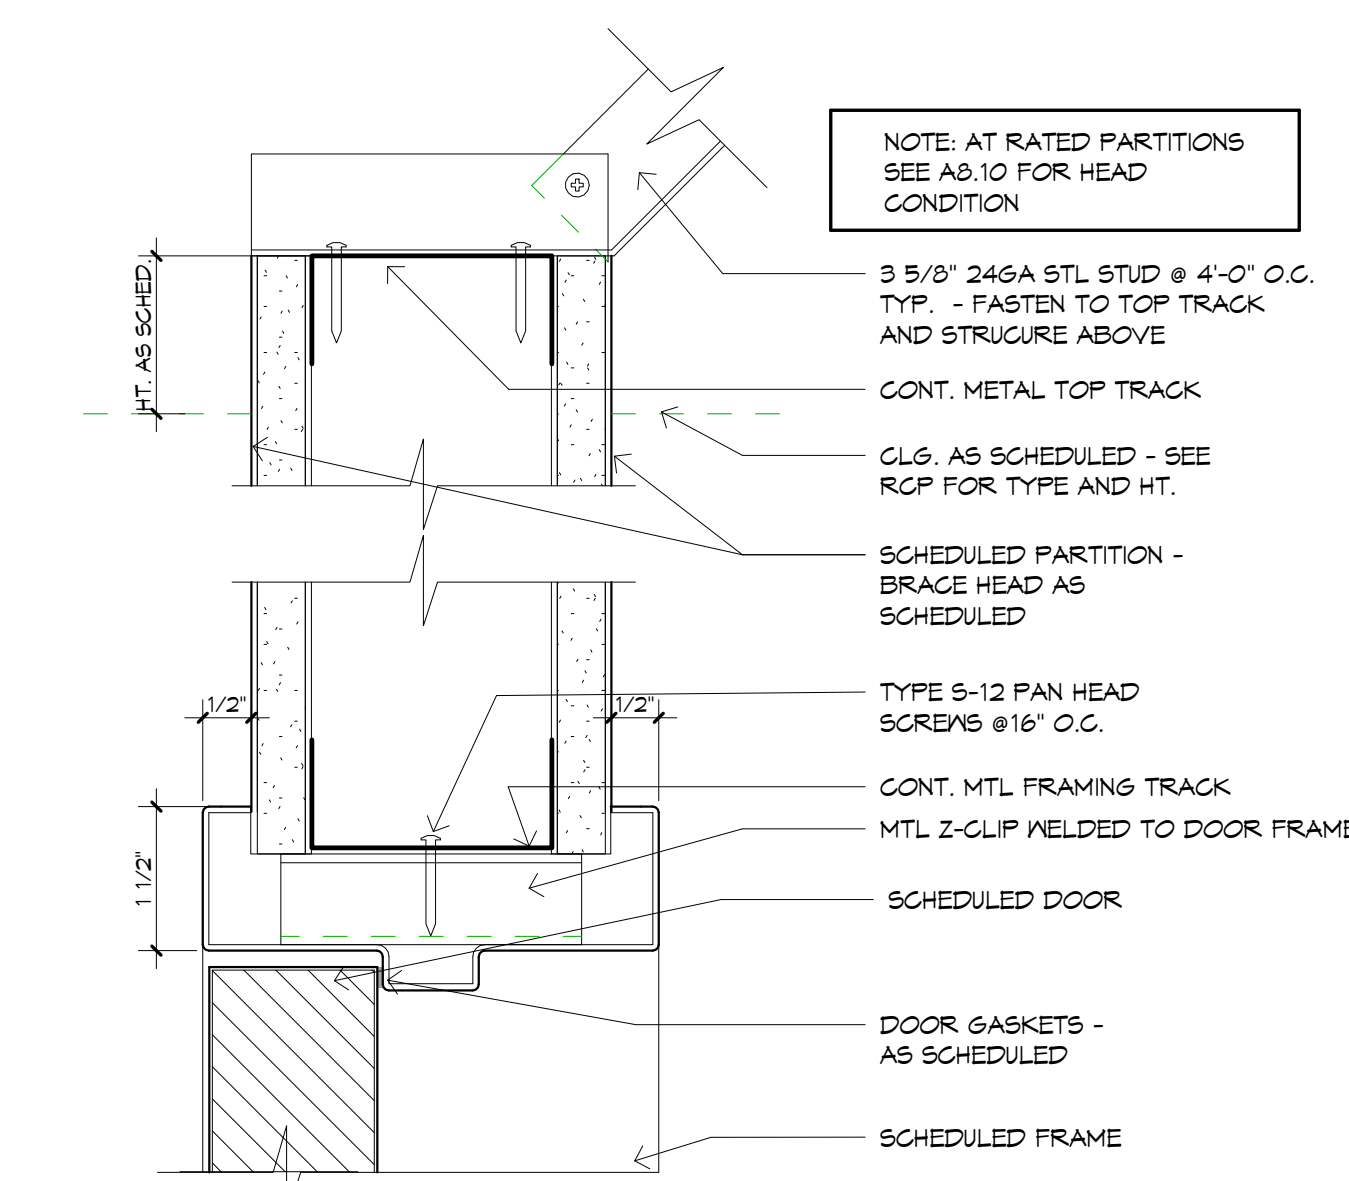 NOTE: AT RATED PARTITIONS
SEE A8.10 FOR HEAD
CONDITION
3 5/8" 24GA STL STUD @ 4'-0" O.C.
TYP. - FASTEN TO TOP TRACK
AND STRUCURE ABOVE
HT. AS SCHED.
CONT. METAL TOP TRACK
CLG. AS SCHEDULED - SEE
RCP FOR TYPE AND HT.
SCHEDULED PARTITION -
BRACE HEAD AS
SCHEDULED
TYPE S-12 PAN HEAD
SCREWS @16" O.C.
1/2"
1/2"
CONT. MTL FRAMING TRACK
MTL Z-CLIP WELDED TO DOOR FRAME
1 1/2"
SCHEDULED DOOR
DOOR GASKETS -
AS SCHEDULED
SCHEDULED FRAME